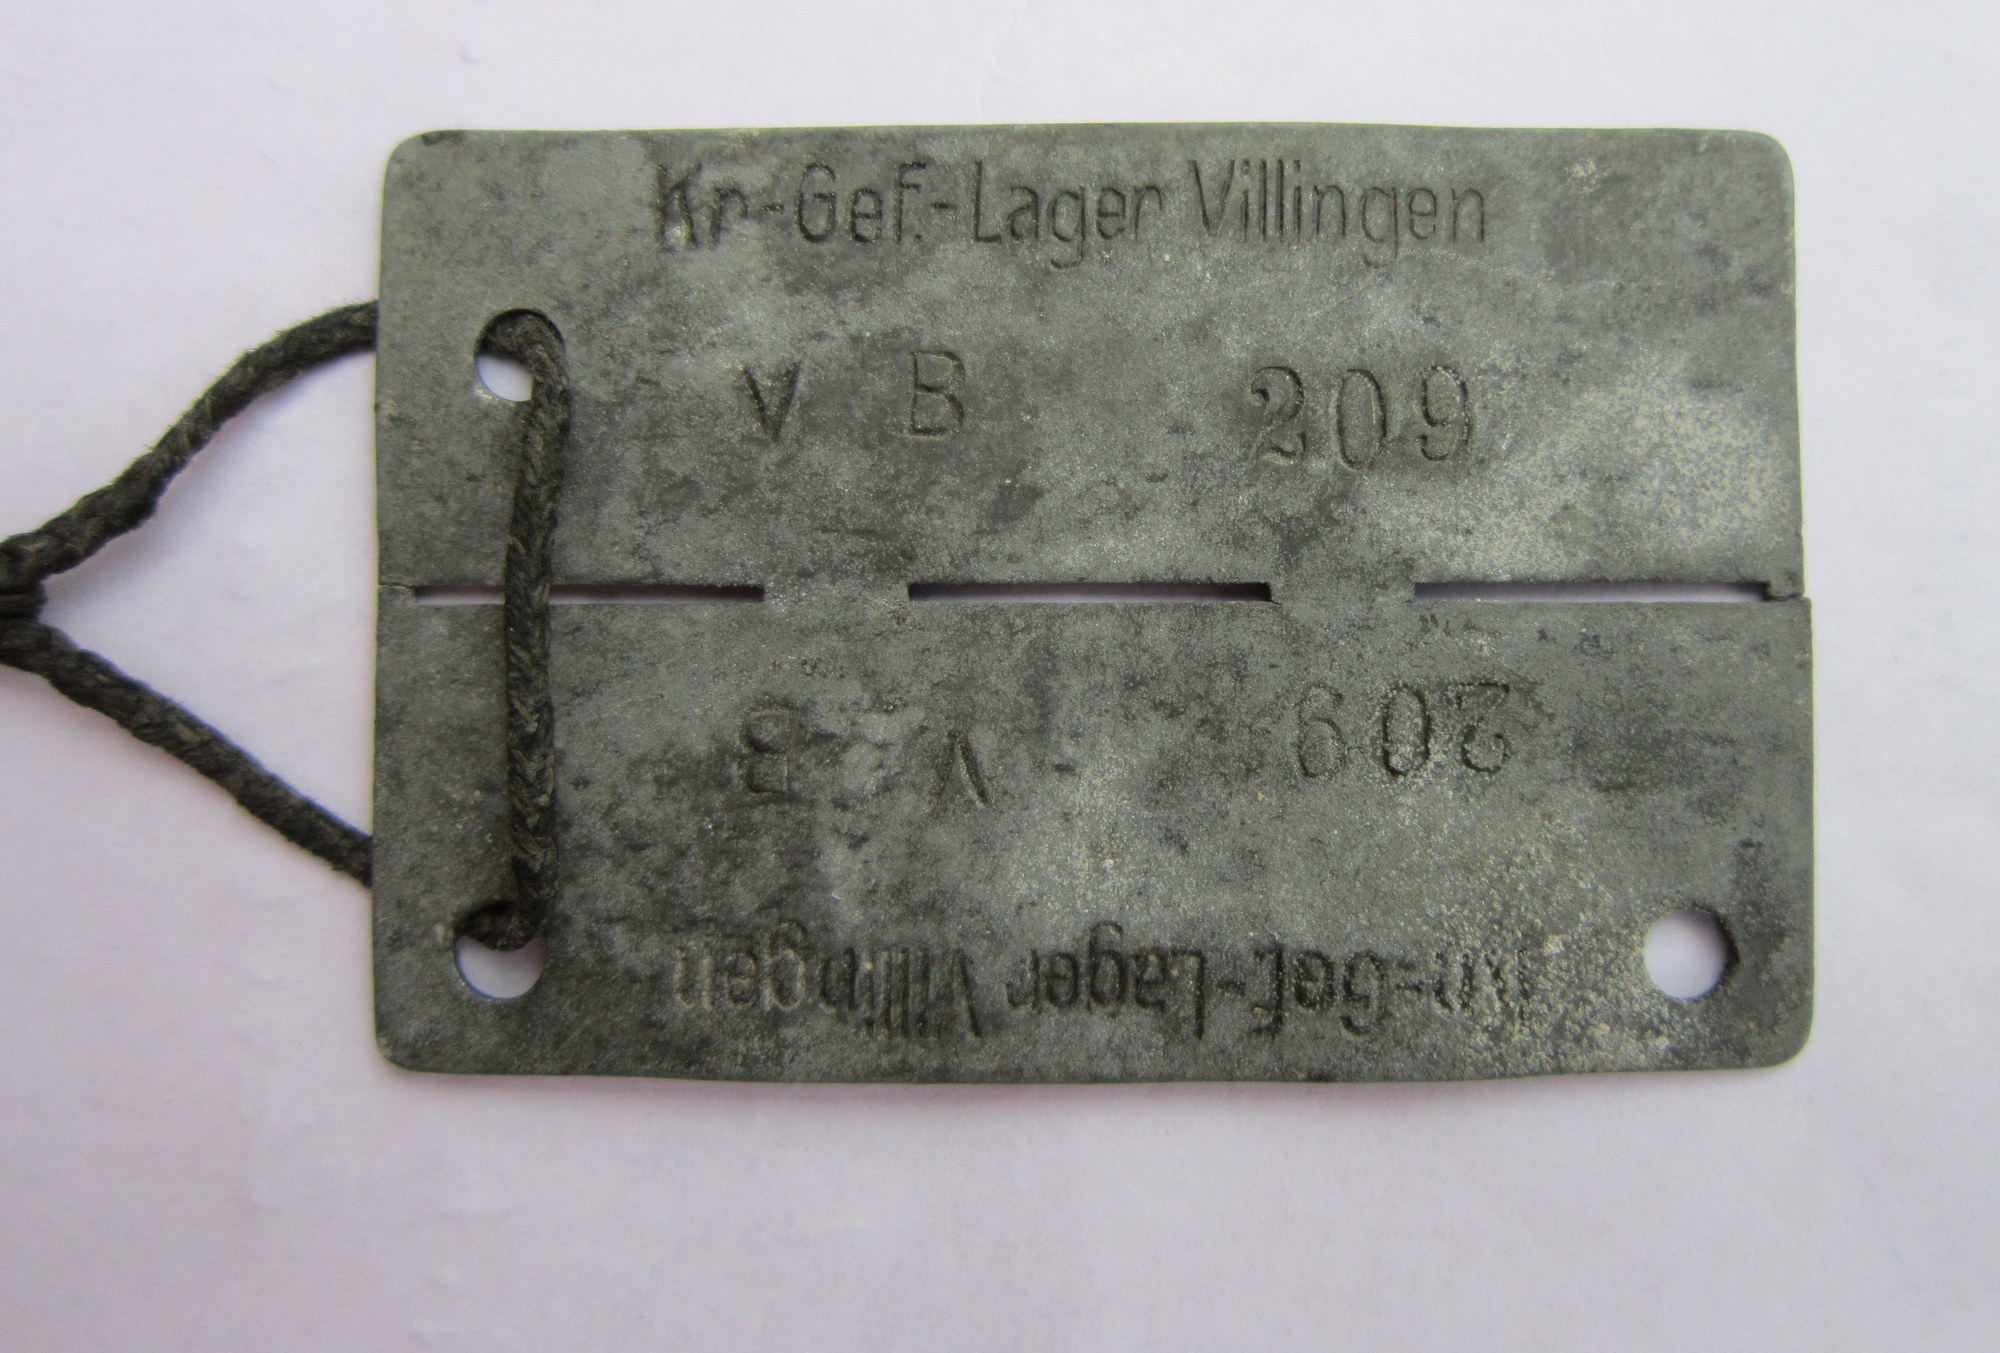 Kr-Gef.-Lager Villingen
V B 209
V B 209
Kr-Gef.-Lager Villingen